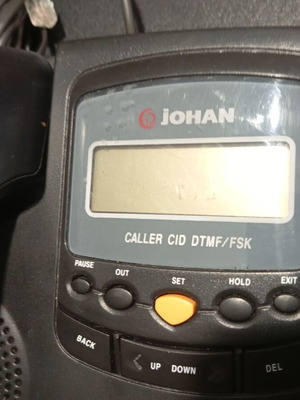 JOHAN
CALLER CID DTMF/FSK
PAUSE OUT SET HOLD EXIT
BACK UP DOWN DEL